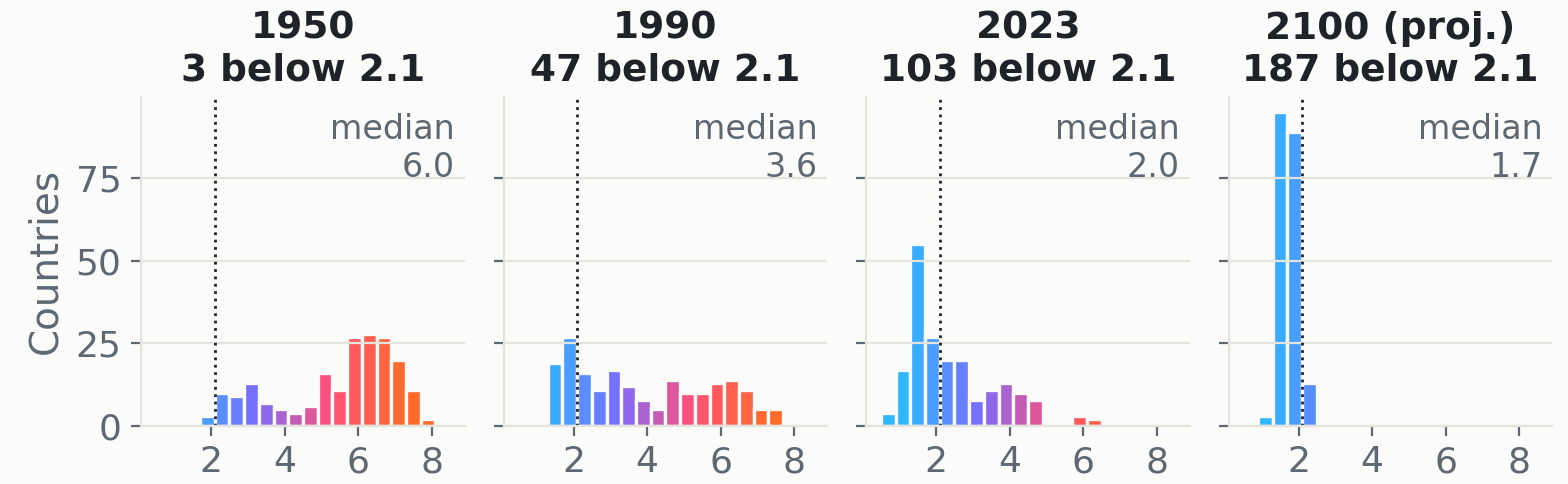 1950
3 below 2.1
1990
47 below 2.1
2023
103 below 2.1
2100 (proj.)
187 below 2.1
median
6.0
median
3.6
median
2.0
median
1.7
Countries
75
50
25
0
2 4 6 8
2 4 6 8
2 4 6 8
2 4 6 8